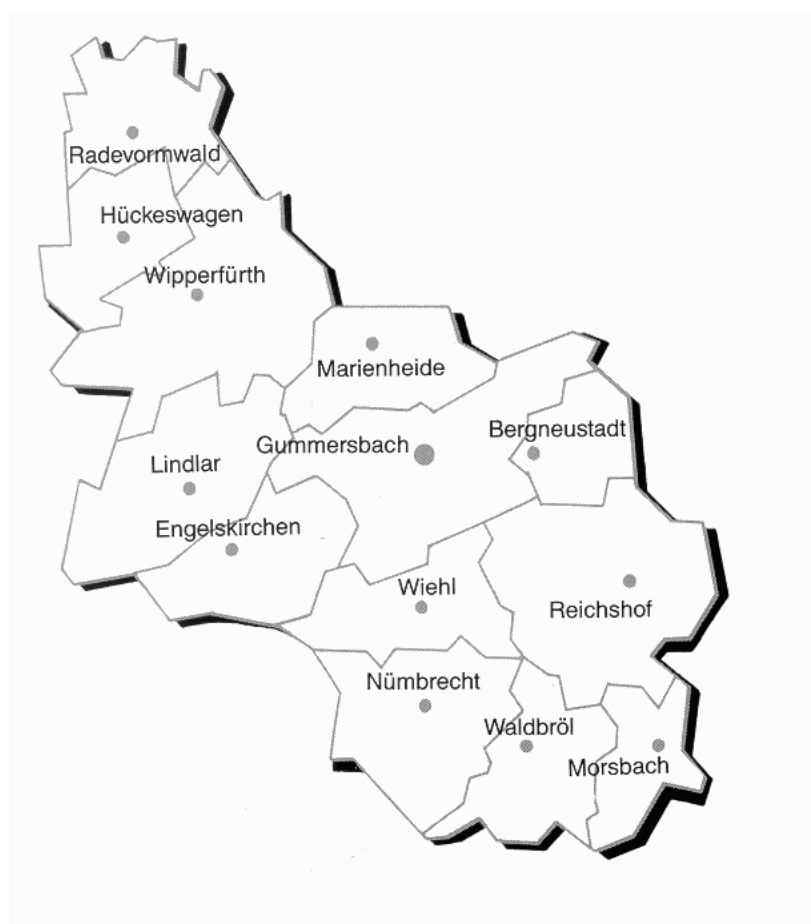 Radevormwald
Hückeswagen
Wipperfürth
Marienheide
Bergneustadt
Gummersbach
Lindlar
Engelskirchen
Wiehl
Reichshof
Nümbrecht
Waldbröl
Morsbach